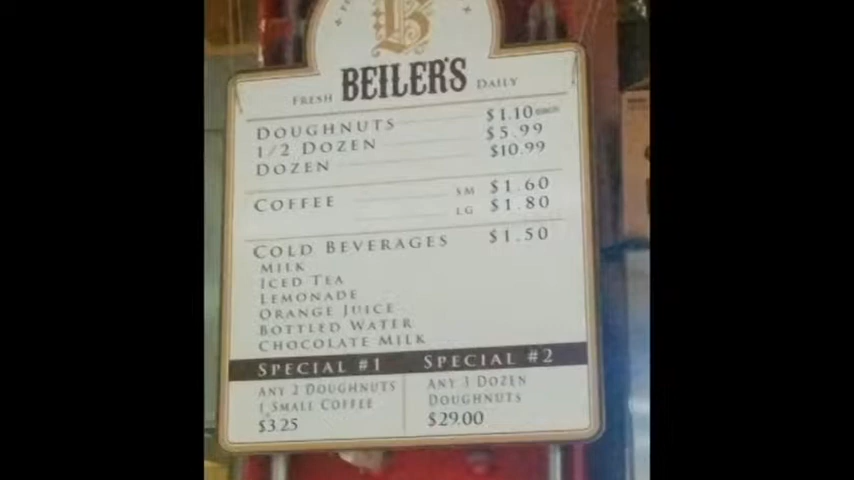 B
BEILER'S
FRESH DAILY
DOUGHNUTS $1.10 EACH
1/2 DOZEN $5.99
DOZEN $10.99
COFFEE SM $1.60
LG $1.80
COLD BEVERAGES $1.50
MILK
ICED TEA
LEMONADE
ORANGE JUICE
BOTTLED WATER
CHOCOLATE MILK
SPECIAL #1 SPECIAL #2
ANY 2 DOUGHNUTS
1 SMALL COFFEE
$3.25
ANY 3 DOZEN
DOUGHNUTS
$29.00